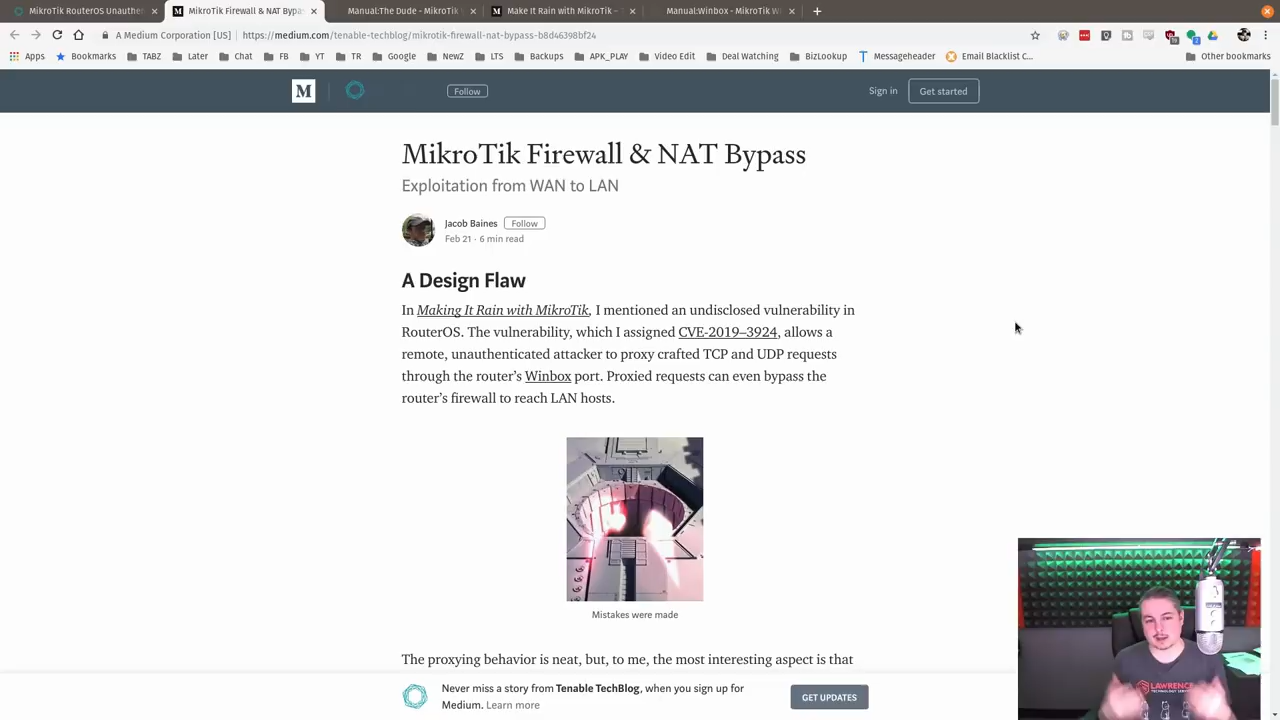 MikroTik RouterOS Unauthe
MikroTik Firewall & NAT Bypa
Manual:The Dude - MikroTik
Make It Rain with MikroTik –
Manual:Winbox - MikroTik W
A Medium Corporation [US]
https://medium.com/tenable-techblog/mikrotik-firewall-nat-bypass-b8d46398bf24
Apps
Bookmarks
TABZ
Later
Chat
FB
YT
TR
Google
NewZ
LTS
Backups
APK_PLAY
Video Edit
Deal Watching
BizLookup
Messageheader
Email Blacklist C...
Other bookmarks
M
Follow
Sign in
Get started
MikroTik Firewall & NAT Bypass
Exploitation from WAN to LAN
Jacob Baines
Follow
Feb 21 · 6 min read
A Design Flaw
In Making It Rain with MikroTik, I mentioned an undisclosed vulnerability in
RouterOS. The vulnerability, which I assigned CVE-2019–3924, allows a
remote, unauthenticated attacker to proxy crafted TCP and UDP requests
through the router’s Winbox port. Proxied requests can even bypass the
router’s firewall to reach LAN hosts.
Mistakes were made
The proxying behavior is neat, but, to me, the most interesting aspect is that
Never miss a story from Tenable TechBlog, when you sign up for
Medium. Learn more
GET UPDATES
LAWRENCE